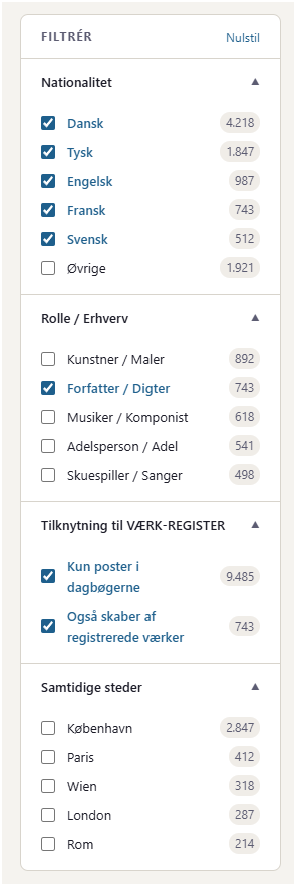 FILTRÉR Nulstil
Nationalitet ▲
Dansk 4.218
Tysk 1.847
Engelsk 987
Fransk 743
Svensk 512
Øvrige 1.921
Rolle / Erhverv ▲
Kunstner / Maler 892
Forfatter / Digter 743
Musiker / Komponist 618
Adelsperson / Adel 541
Skuespiller / Sanger 498
Tilknytning til VÆRK-REGISTER ▲
Kun poster i
dagbøgerne 9.485
Også skaber af
registrerede værker 743
Samtidige steder ▲
København 2.847
Paris 412
Wien 318
London 287
Rom 214